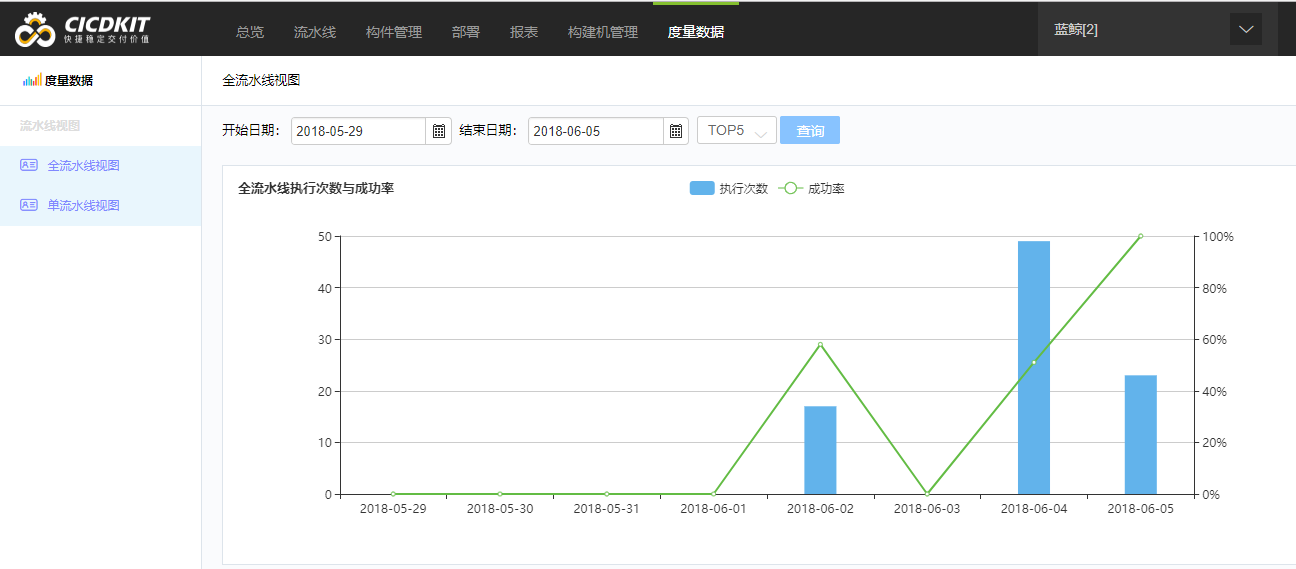 CICDKIT
快捷稳定交付价值
总览 流水线 构件管理 部署 报表 构建机管理 度量数据
蓝鲸[2]
度量数据
流水线视图
全流水线视图
单流水线视图
全流水线视图
开始日期： 2018-05-29 结束日期： 2018-06-05 TOP5 查询
全流水线执行次数与成功率
执行次数 成功率
50 100%
40 80%
30 60%
20 40%
10 20%
0 0%
2018-05-29 2018-05-30 2018-05-31 2018-06-01 2018-06-02 2018-06-03 2018-06-04 2018-06-05